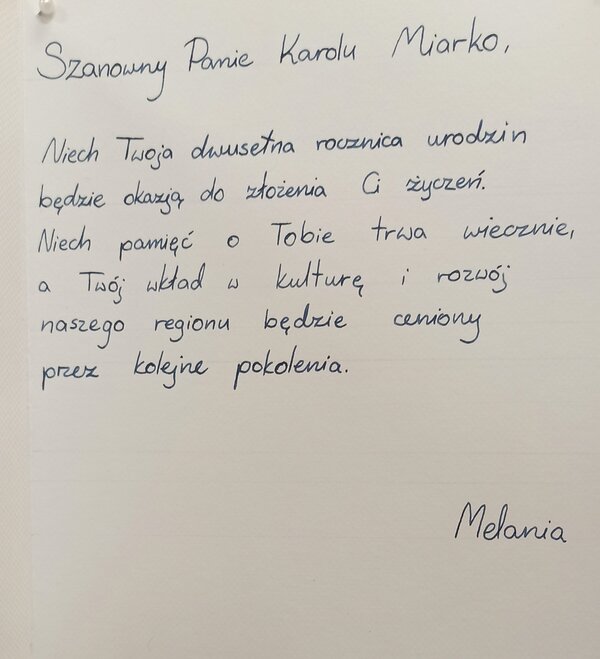 Szanowny Panie Karolu Miarko,
Niech Twoja dwusetna rocznica urodzin
będzie okazją do złożenia Ci życzeń.
Niech pamięć o Tobie trwa wiecznie,
a Twój wkład w kulturę i rozwój
naszego regionu będzie ceniony
przez kolejne pokolenia.
Melania